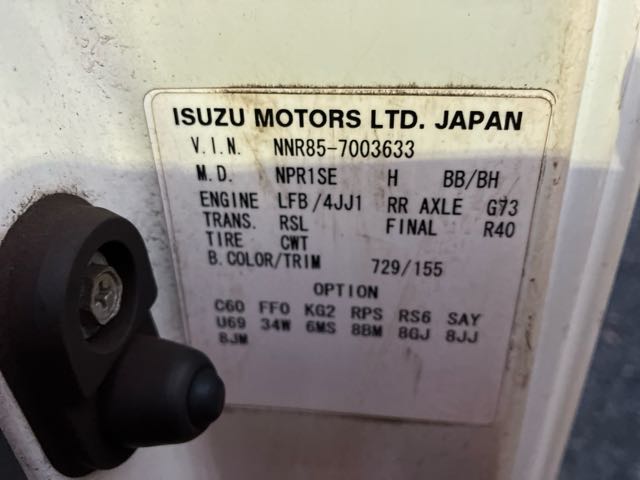 ISUZU MOTORS LTD. JAPAN
V.I.N. NNR85-7003633
M.D. NPR1SE H BB/BH
ENGINE LFB/4JJ1 RR AXLE G73
TRANS. RSL FINAL R40
TIRE CWT
B.COLOR/TRIM 729/155
OPTION
C60 FF0 KG2 RPS RS6 SAY
U69 34W 6MS 8BM 8GJ 8JJ
8JM